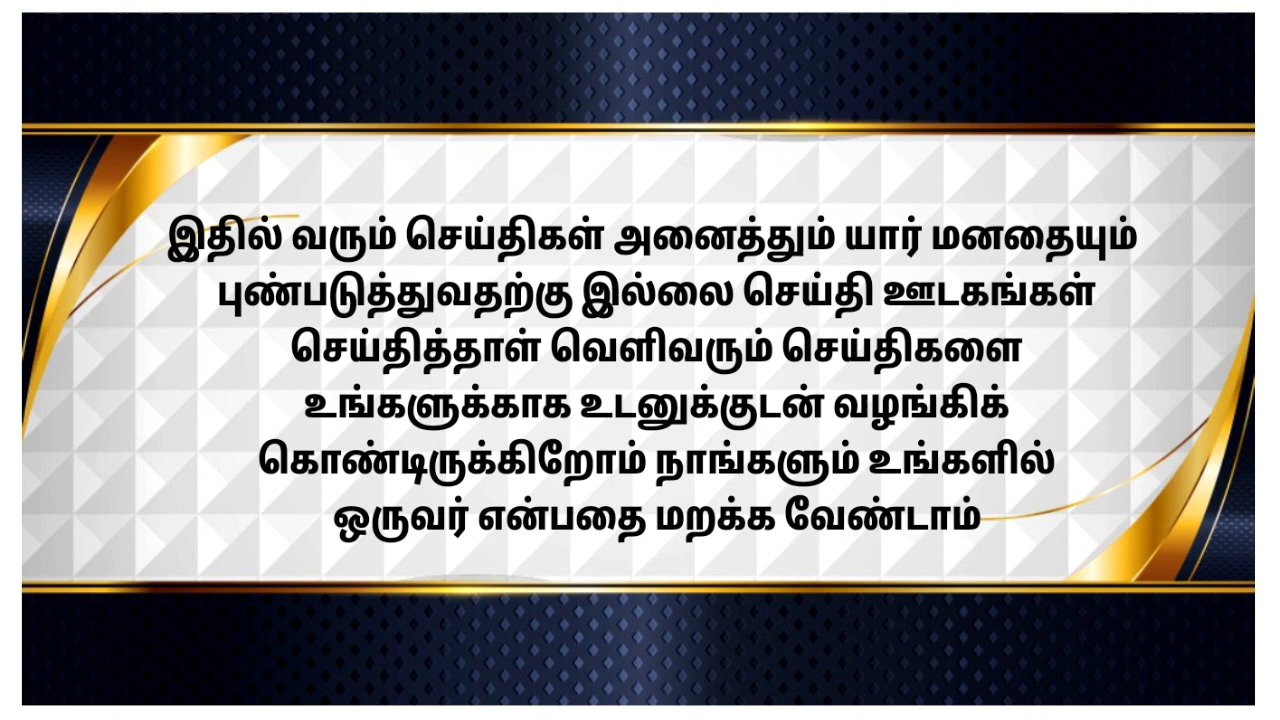 இதில் வரும் செய்திகள் அனைத்தும் யார் மனதையும்
புண்படுத்துவதற்கு இல்லை செய்தி ஊடகங்கள்
செய்தித்தாள் வெளிவரும் செய்திகளை
உங்களுக்காக உடனுக்குடன் வழங்கிக்
கொண்டிருக்கிறோம் நாங்களும் உங்களில்
ஒருவர் என்பதை மறக்க வேண்டாம்